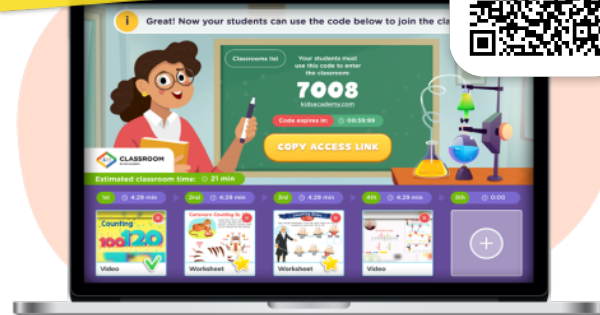 i Great! Now your students can use the code below to join the cla
Classrooms list
Your students must
use this code to enter
the classroom:
7008
kidsacademy.com
Code expires in: 00:59:99
COPY ACCESS LINK
CLASSROOM
Estimated classroom time: 21 min
1st 4:29 min
2nd 4:29 min
3rd 4:29 min
4th 4:29 min
5th 0:00
Counting
100 120
Video
Worksheet
Worksheet
Video